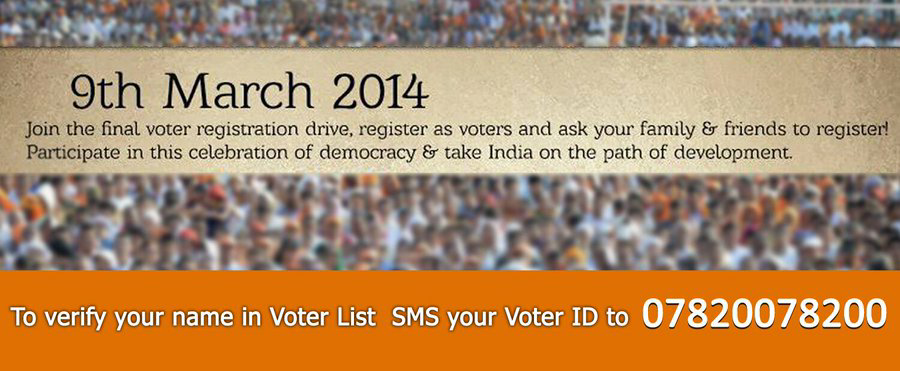 9th March 2014
Join the final voter registration drive, register as voters and ask your family & friends to register!
Participate in this celebration of democracy & take India on the path of development.
To verify your name in Voter List SMS your Voter ID to 07820078200